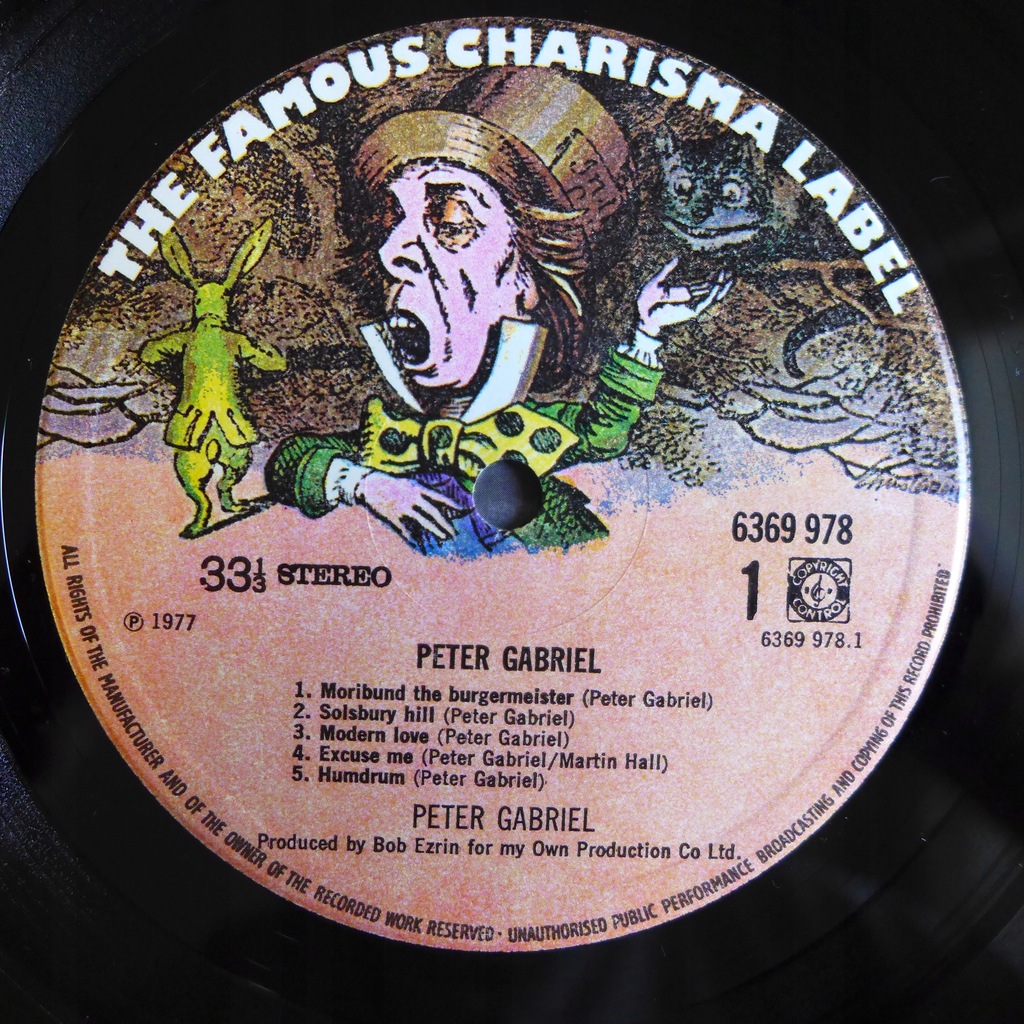 THE FAMOUS CHARISMA LABEL
6369 978
33⅓ STEREO
1
COPYRIGHT CONTROL
℗ 1977
6369 978.1
PETER GABRIEL
1. Moribund the burgermeister (Peter Gabriel)
2. Solsbury hill (Peter Gabriel)
3. Modern love (Peter Gabriel)
4. Excuse me (Peter Gabriel/Martin Hall)
5. Humdrum (Peter Gabriel)
PETER GABRIEL
Produced by Bob Ezrin for my Own Production Co Ltd.
ALL RIGHTS OF THE MANUFACTURER AND OF THE OWNER OF THE RECORDED WORK RESERVED · UNAUTHORISED PUBLIC PERFORMANCE BROADCASTING AND COPYING OF THIS RECORD PROHIBITED